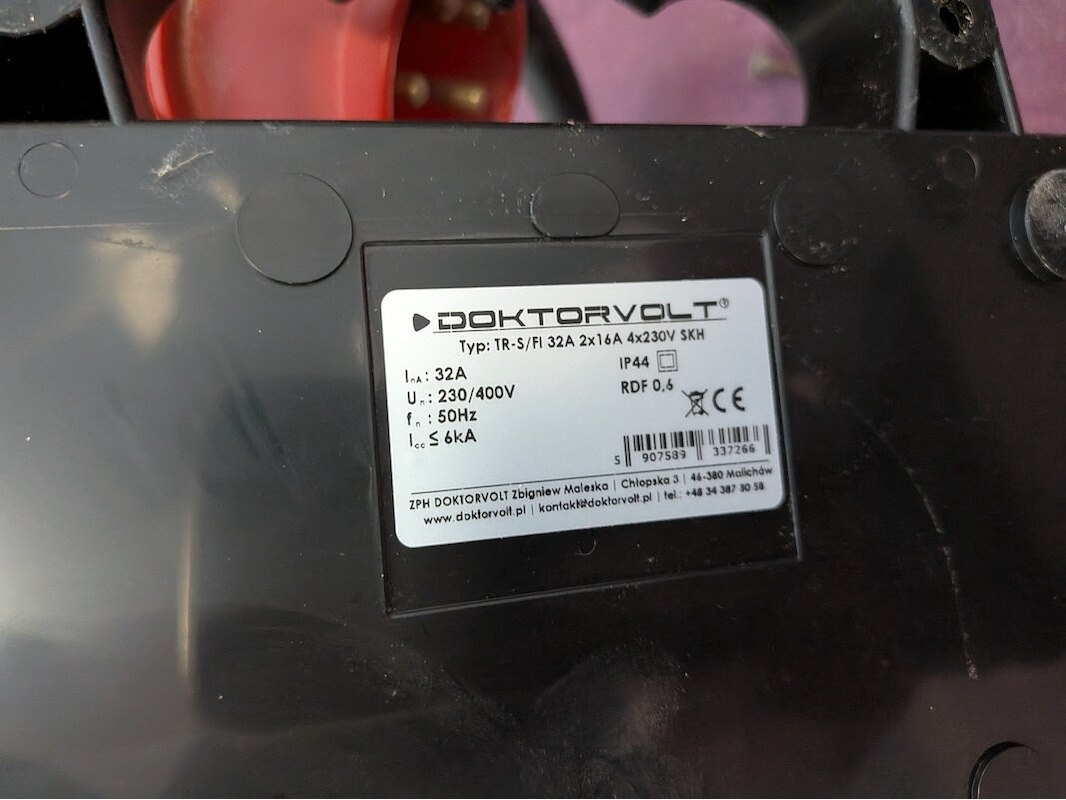 DOKTORVOLT®
Typ: TR-S/FI 32A 2x16A 4x230V SKH
InA : 32A
Un : 230/400V
fn : 50Hz
Icc ≤ 6kA
IP44
RDF 0,6
CE
5 907589 337266
ZPH DOKTORVOLT Zbigniew Maleska | Chłopska 3 | 46-380 Malichów
www.doktorvolt.pl | kontakt@doktorvolt.pl | tel.: +48 34 387 80 58